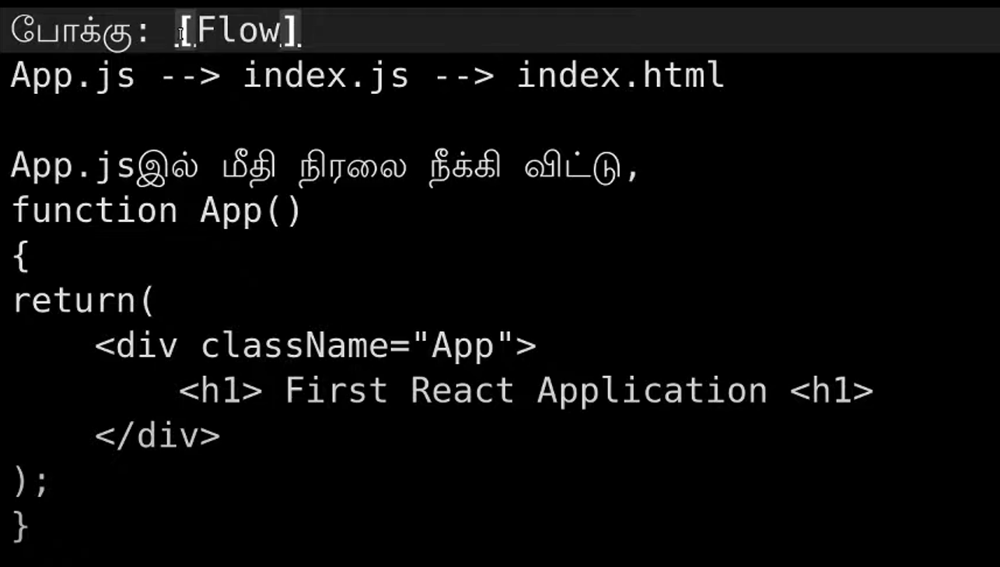 போக்கு: [Flow]
App.js --> index.js --> index.html
App.jsஇல் மீதி நிரலை நீக்கி விட்டு,
function App()
{
return(
<div className="App">
<h1> First React Application <h1>
</div>
);
}